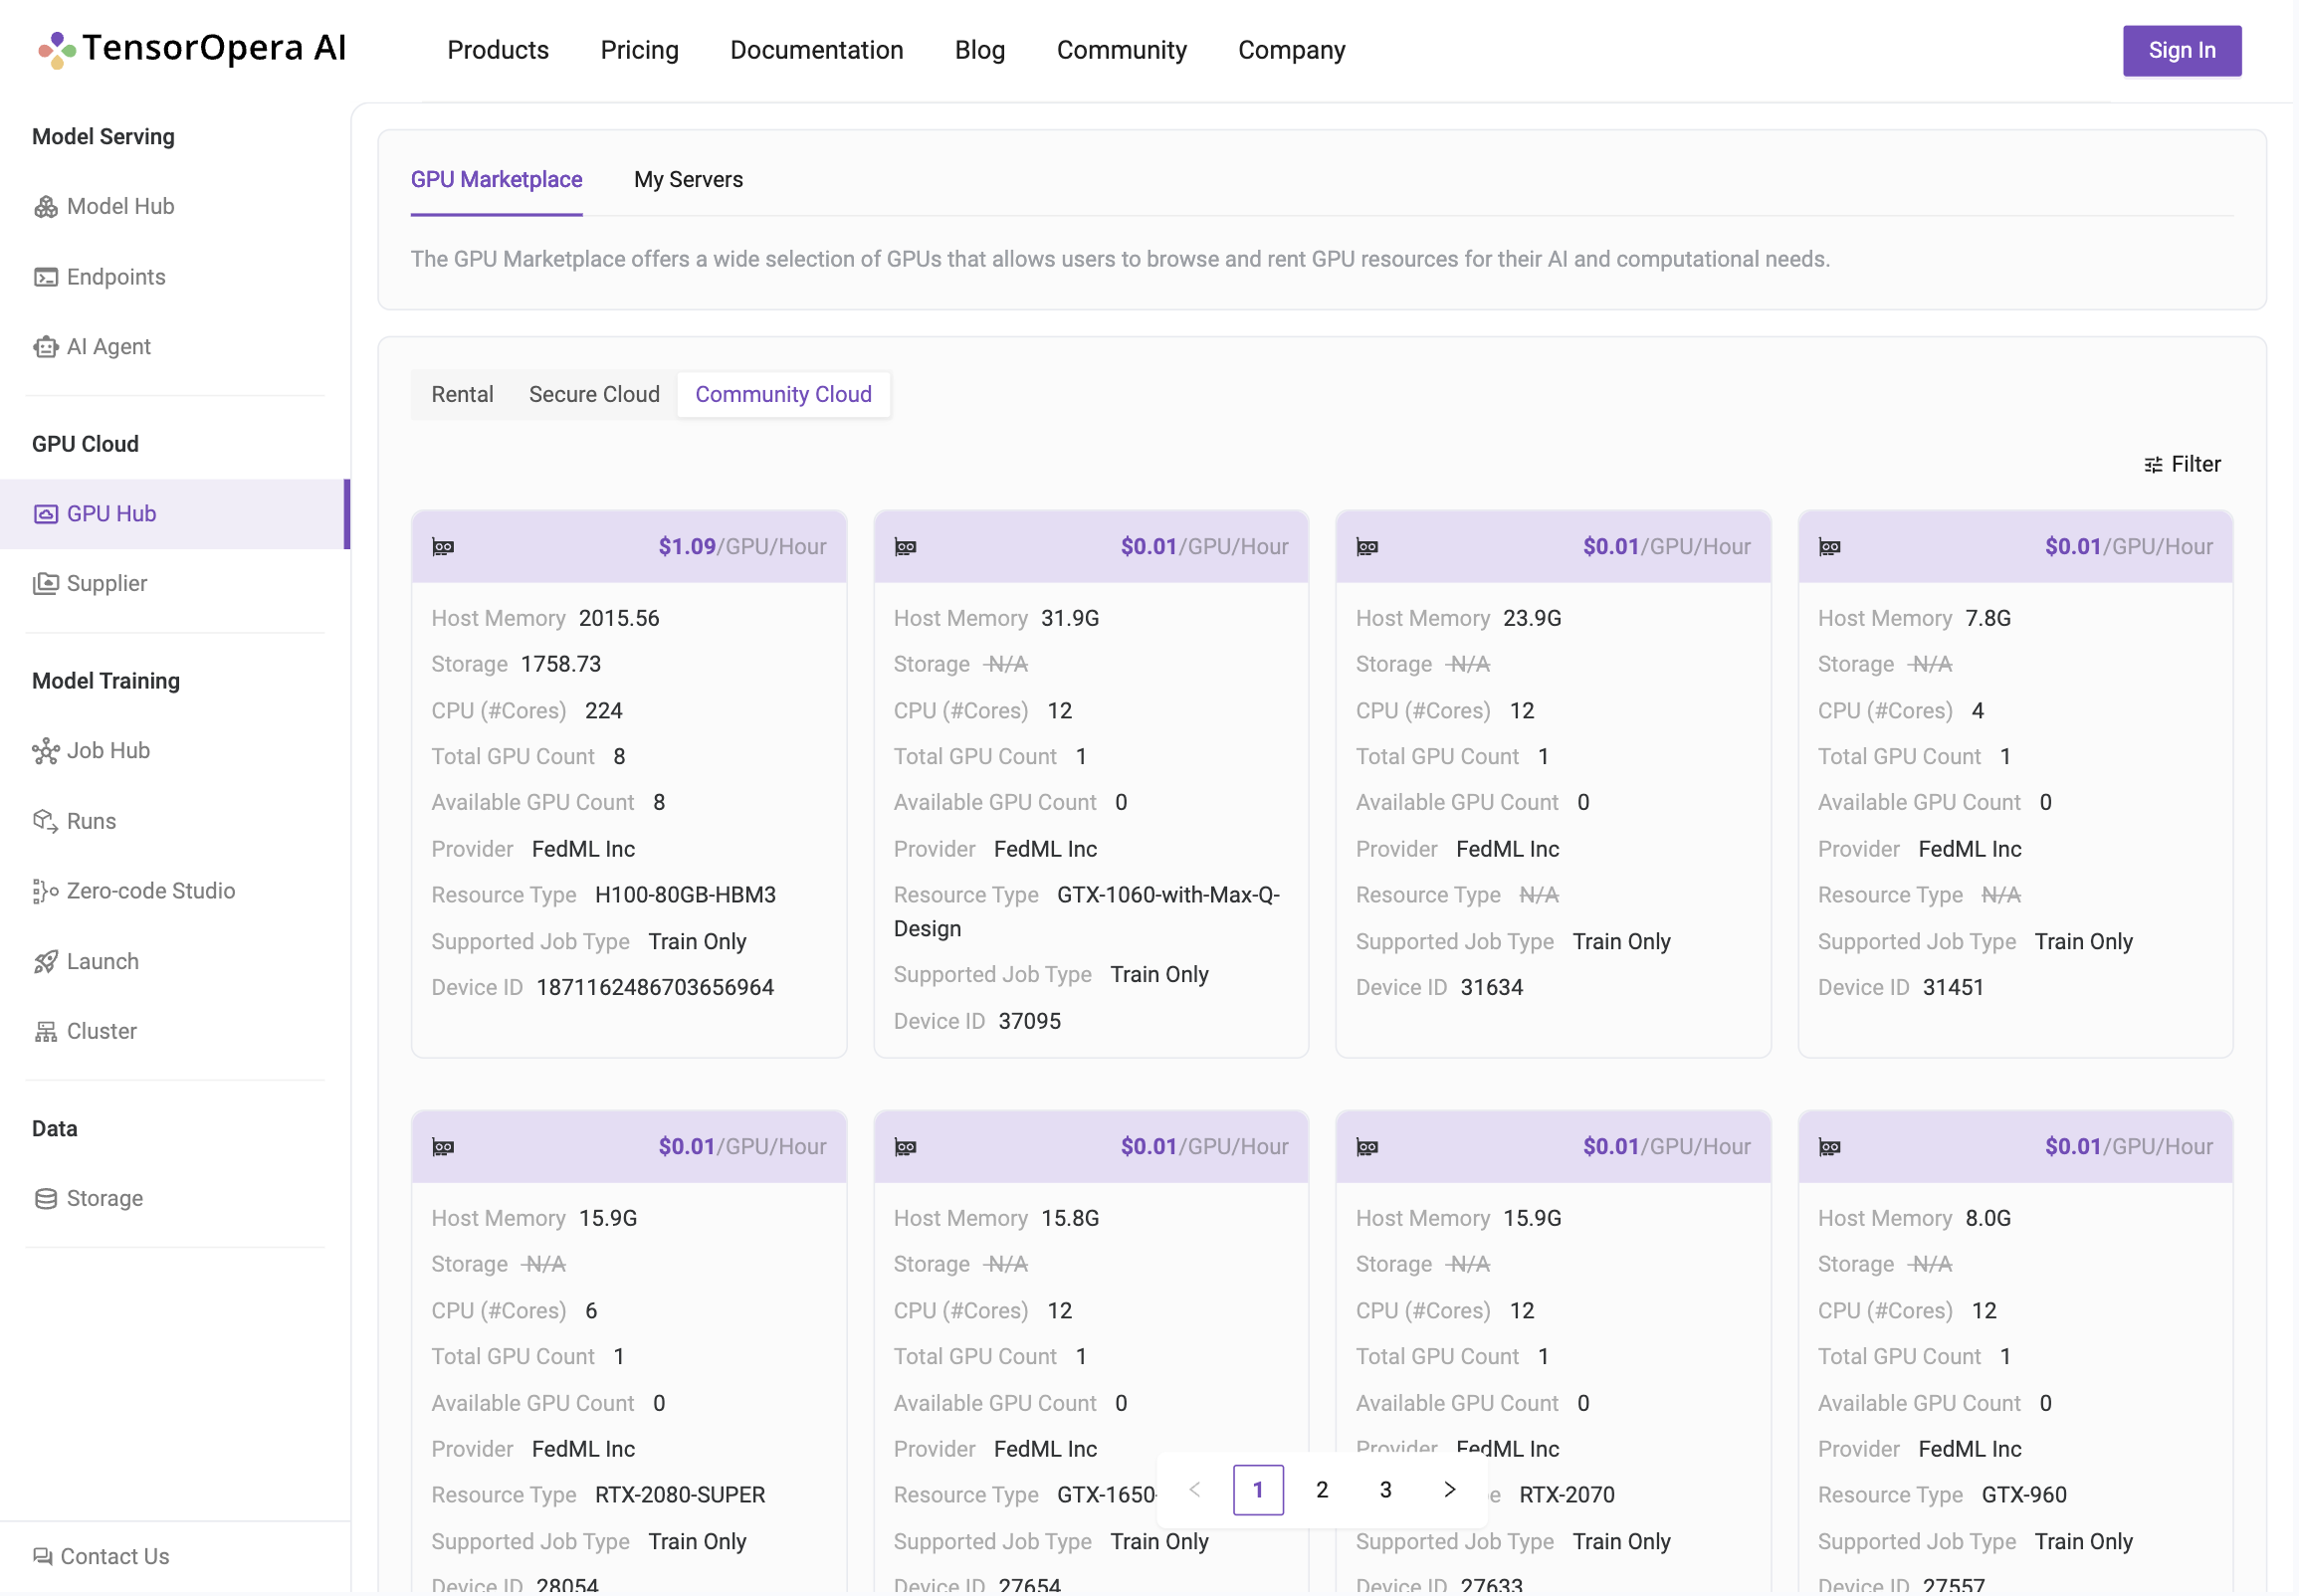 TensorOpera AI
Products Pricing Documentation Blog Community Company
Sign In
Model Serving
Model Hub
Endpoints
AI Agent
GPU Cloud
GPU Hub
Supplier
Model Training
Job Hub
Runs
Zero-code Studio
Launch
Cluster
Data
Storage
Contact Us
GPU Marketplace My Servers
The GPU Marketplace offers a wide selection of GPUs that allows users to browse and rent GPU resources for their AI and computational needs.
Rental Secure Cloud Community Cloud
Filter
$1.09/GPU/Hour
Host Memory 2015.56
Storage 1758.73
CPU (#Cores) 224
Total GPU Count 8
Available GPU Count 8
Provider FedML Inc
Resource Type H100-80GB-HBM3
Supported Job Type Train Only
Device ID 1871162486703656964
$0.01/GPU/Hour
Host Memory 31.9G
Storage N/A
CPU (#Cores) 12
Total GPU Count 1
Available GPU Count 0
Provider FedML Inc
Resource Type GTX-1060-with-Max-Q-
Design
Supported Job Type Train Only
Device ID 37095
$0.01/GPU/Hour
Host Memory 23.9G
Storage N/A
CPU (#Cores) 12
Total GPU Count 1
Available GPU Count 0
Provider FedML Inc
Resource Type N/A
Supported Job Type Train Only
Device ID 31634
$0.01/GPU/Hour
Host Memory 7.8G
Storage N/A
CPU (#Cores) 4
Total GPU Count 1
Available GPU Count 0
Provider FedML Inc
Resource Type N/A
Supported Job Type Train Only
Device ID 31451
$0.01/GPU/Hour
Host Memory 15.9G
Storage N/A
CPU (#Cores) 6
Total GPU Count 1
Available GPU Count 0
Provider FedML Inc
Resource Type RTX-2080-SUPER
Supported Job Type Train Only
Device ID 28054
$0.01/GPU/Hour
Host Memory 15.8G
Storage N/A
CPU (#Cores) 12
Total GPU Count 1
Available GPU Count 0
Provider FedML Inc
Resource Type GTX-1650-
Supported Job Type Train Only
Device ID 27654
$0.01/GPU/Hour
Host Memory 15.9G
Storage N/A
CPU (#Cores) 12
Total GPU Count 1
Available GPU Count 0
Provider FedML Inc
RTX-2070
Supported Job Type Train Only
Device ID 27633
$0.01/GPU/Hour
Host Memory 8.0G
Storage N/A
CPU (#Cores) 12
Total GPU Count 1
Available GPU Count 0
Provider FedML Inc
Resource Type GTX-960
Supported Job Type Train Only
Device ID 27557
< 1 2 3 >